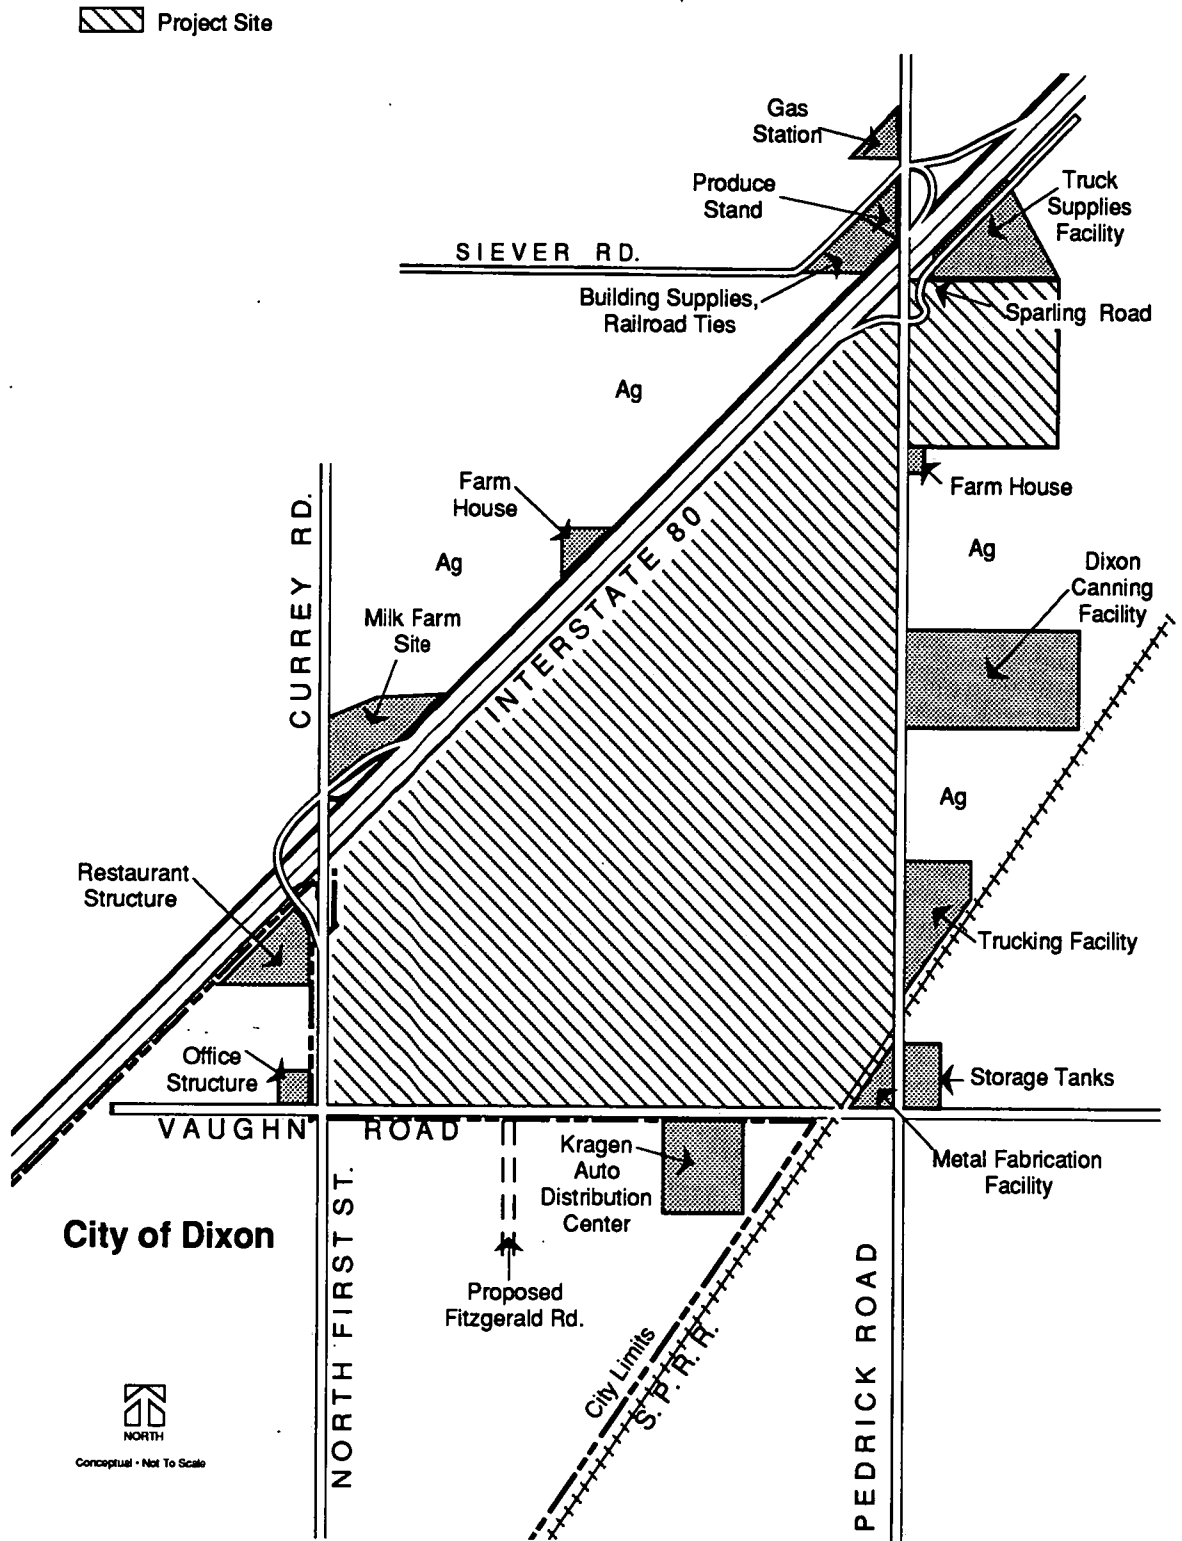 Project Site
Gas
Station
Produce
Stand
Truck
Supplies
Facility
SIEVER RD.
Building Supplies,
Railroad Ties
Sparling Road
Ag
Farm
House
Farm House
CURREY RD.
Ag
INTERSTATE 80
Ag
Dixon
Canning
Facility
Milk Farm
Site
Ag
Restaurant
Structure
Trucking Facility
Office
Structure
Storage Tanks
VAUGHN ROAD
Kragen
Auto
Distribution
Center
Metal Fabrication
Facility
City of Dixon
NORTH FIRST ST.
Proposed
Fitzgerald Rd.
City Limits
S. P. R. R.
PEDRICK ROAD
NORTH
Conceptual • Not To Scale